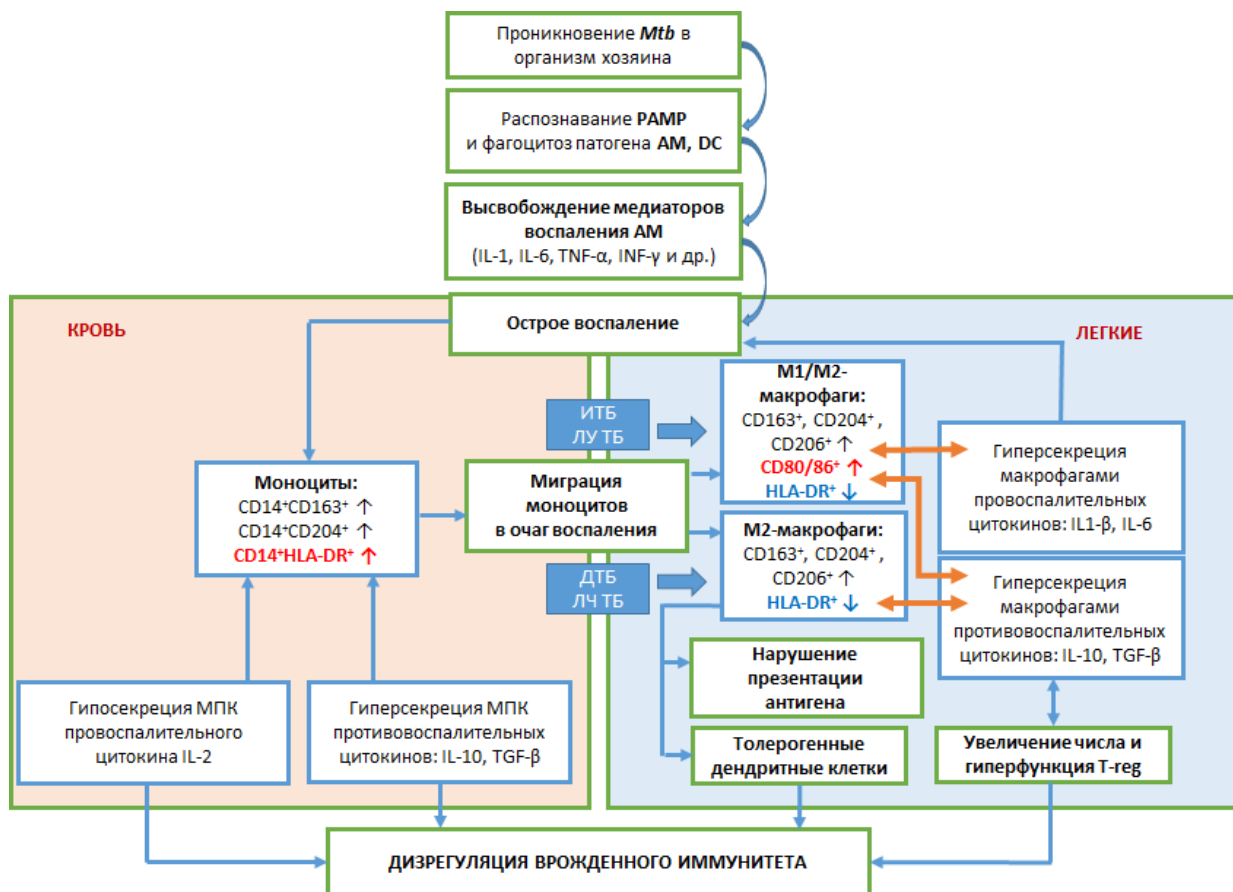 Проникновение Mtb в
организм хозяина
Распознавание PAMP
и фагоцитоз патогена AM, DC
Высвобождение медиаторов
воспаления АМ
(IL-1, IL-6, TNF-α, INF-γ и др.)
Острое воспаление
КРОВЬ
ЛЕГКИЕ
ИТБ
ЛУ ТБ
М1/М2-
макрофаги:
CD163⁺, CD204⁺ ,
CD206⁺ ↑
CD80/86⁺ ↑
HLA-DR⁺ ↓
Гиперсекреция
макрофагами
провоспалительных
цитокинов: IL1-β, IL-6
Моноциты:
CD14⁺CD163⁺ ↑
CD14⁺CD204⁺ ↑
CD14⁺HLA-DR⁺ ↑
Миграция
моноцитов
в очаг воспаления
М2-макрофаги:
CD163⁺, CD204⁺ ,
CD206⁺ ↑
HLA-DR⁺ ↓
ДТБ
ЛЧ ТБ
Гиперсекреция
макрофагами
противовоспалительных
цитокинов: IL-10, TGF-β
Нарушение
презентации
антигена
Гипосекреция МПК
провоспалительного
цитокина IL-2
Гиперсекреция МПК
противовоспалительных
цитокинов: IL-10, TGF-β
Толерогенные
дендритные клетки
Увеличение числа и
гиперфункция T-reg
ДИЗРЕГУЛЯЦИЯ ВРОЖДЕННОГО ИММУНИТЕТА